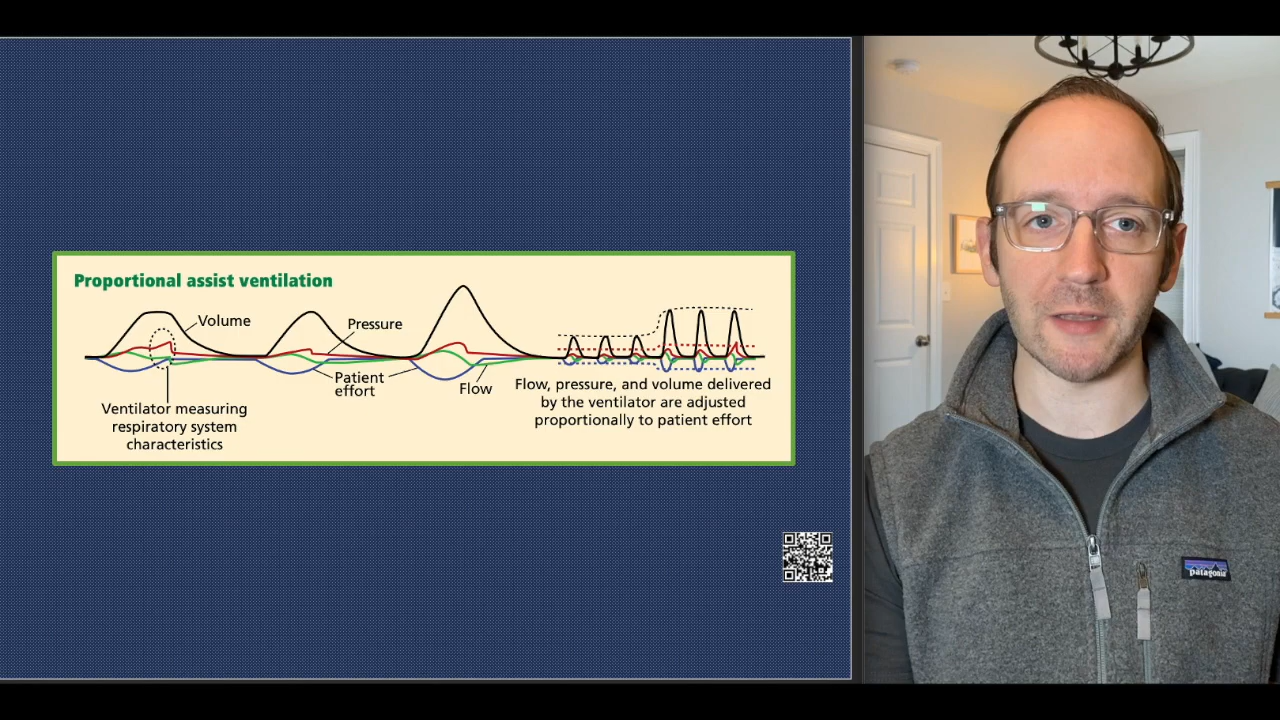 Proportional assist ventilation
Volume
Pressure
Patient
effort
Flow
Ventilator measuring
respiratory system
characteristics
Flow, pressure, and volume delivered
by the ventilator are adjusted
proportionally to patient effort
patagonia